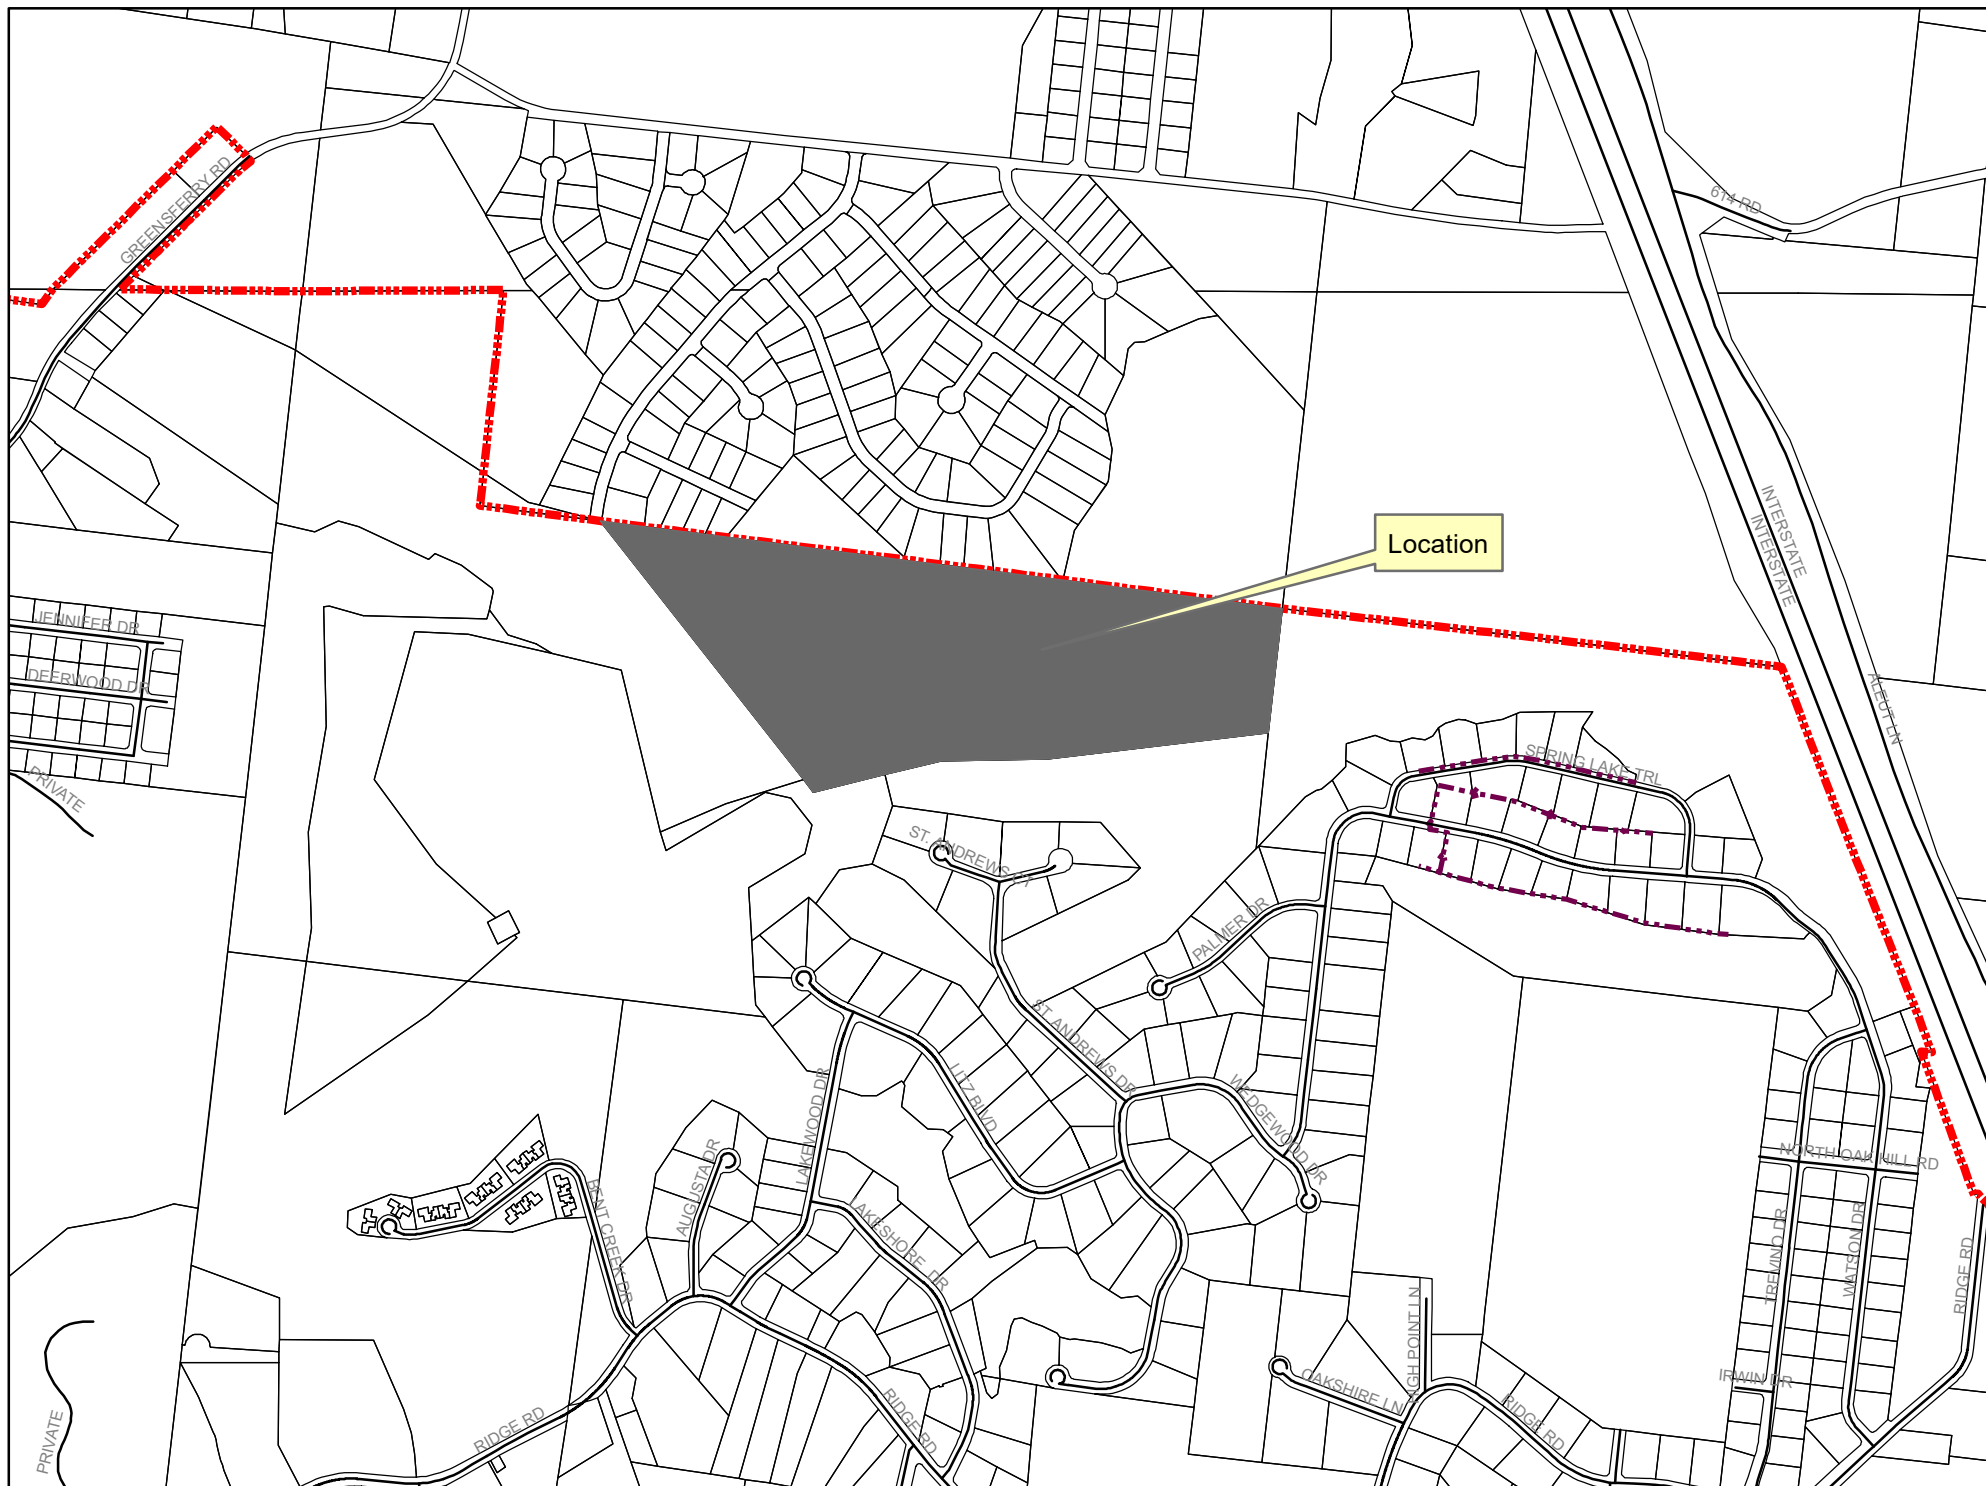 GREENSFERRY RD
614 RD
INTERSTATE
INTERSTATE
Location
JENNIFER DR
DEERWOOD DR
PRIVATE
ALEUT LN
SPRING LAKE TRL
ST. ANDREWS CT
PALMER DR
ST. ANDREWS DR
LITZ BLVD
LAKEWOOD DR
WEDGEWOOD DR
AUGUSTA DR
BENT CREEK DR
LAKESHORE DR
NORTH OAK HILL RD
TREVINO DR
WATSON DR
RIDGE RD
HIGH POINT LN
OAKSHIRE LN
IRWIN DR
RIDGE RD
RIDGE RD
RIDGE RD
PRIVATE